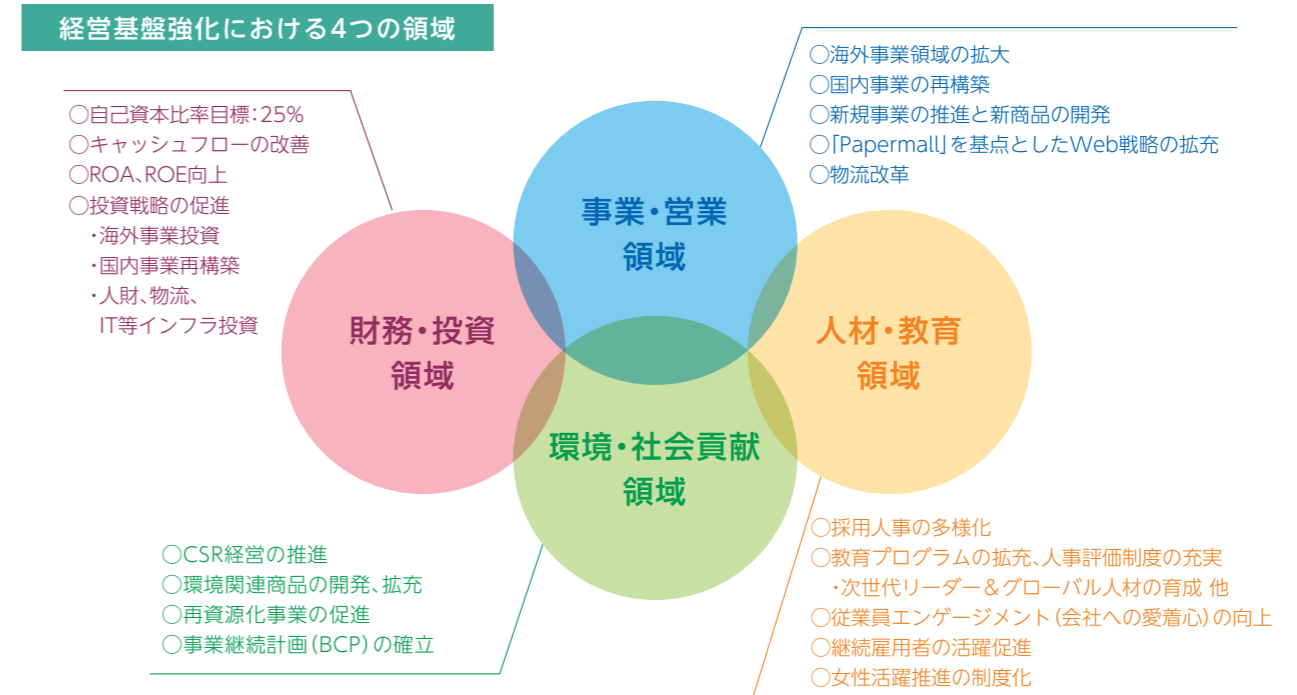 経営基盤強化における4つの領域
○自己資本比率目標：25%
○キャッシュフローの改善
○ROA、ROE向上
○投資戦略の促進
・海外事業投資
・国内事業再構築
・人財、物流、
IT等インフラ投資
○海外事業領域の拡大
○国内事業の再構築
○新規事業の推進と新商品の開発
○「Papermall」を基点としたWeb戦略の拡充
○物流改革
事業・営業
領域
財務・投資
領域
人材・教育
領域
環境・社会貢献
領域
○CSR経営の推進
○環境関連商品の開発、拡充
○再資源化事業の促進
○事業継続計画（BCP）の確立
○採用人事の多様化
○教育プログラムの拡充、人事評価制度の充実
・次世代リーダー＆グローバル人材の育成 他
○従業員エンゲージメント（会社への愛着心）の向上
○継続雇用者の活躍促進
○女性活躍推進の制度化